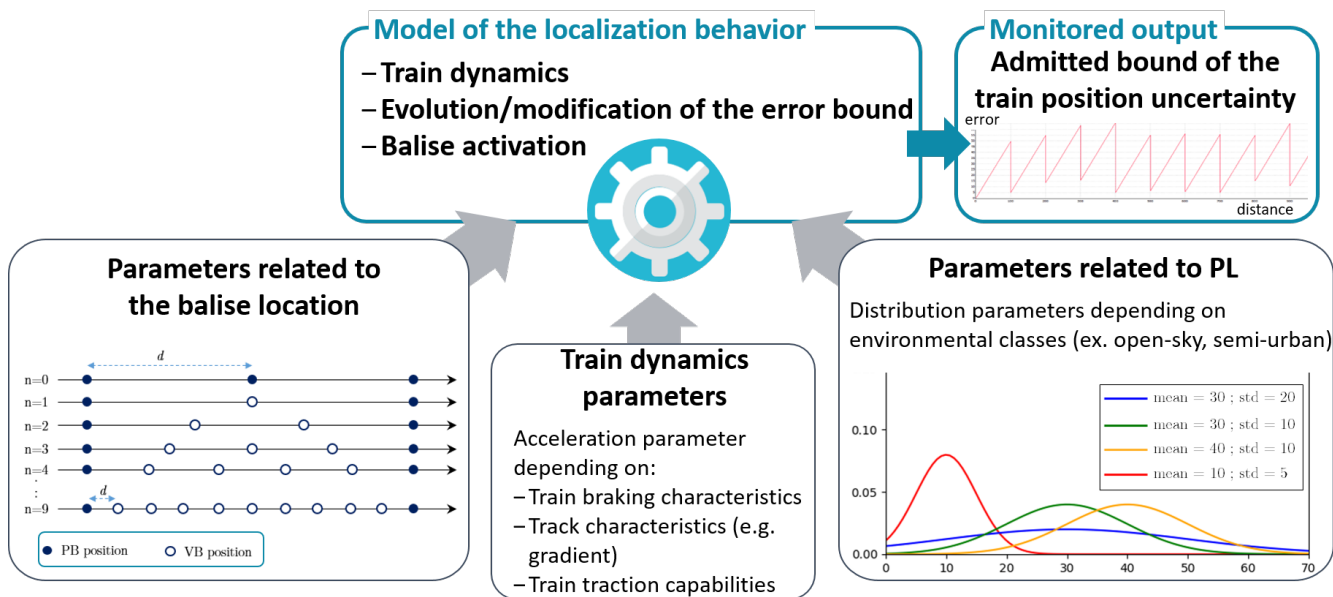 Model of the localization behavior
– Train dynamics
– Evolution/modification of the error bound
– Balise activation
Monitored output
Admitted bound of the
train position uncertainty
error
distance
Parameters related to
the balise location
d
n=0
n=1
n=2
n=3
n=4
.
.
.
d
n=9
PB position
VB position
Train dynamics
parameters
Acceleration parameter
depending on:
– Train braking characteristics
– Track characteristics (e.g.
gradient)
– Train traction capabilities
Parameters related to PL
Distribution parameters depending on
environmental classes (ex. open-sky, semi-urban)
mean = 30 ; std = 20
mean = 30 ; std = 10
mean = 40 ; std = 10
mean = 10 ; std = 5
0.10
0.05
0.00
0 10 20 30 40 50 60 70